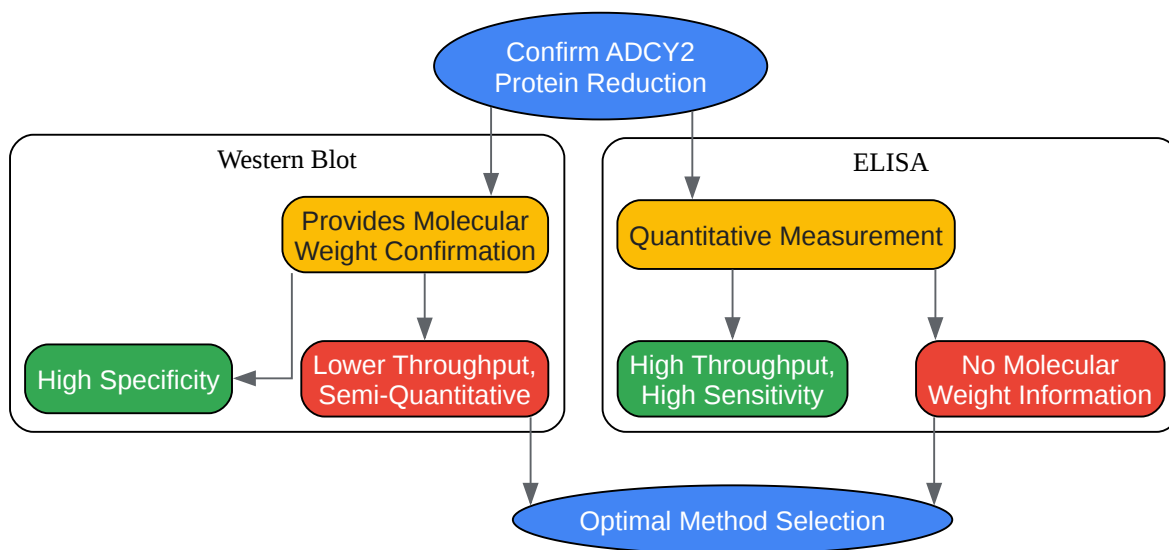 Confirm ADCY2
Protein Reduction
Western Blot
ELISA
Provides Molecular
Weight Confirmation
Quantitative Measurement
High Specificity
Lower Throughput,
Semi-Quantitative
High Throughput,
High Sensitivity
No Molecular
Weight Information
Optimal Method Selection